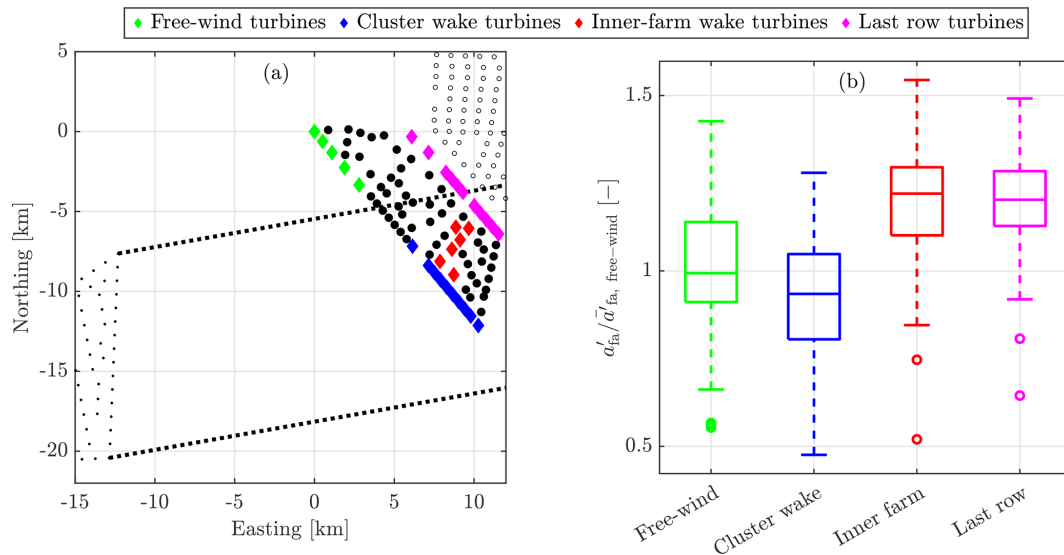 Free-wind turbines Cluster wake turbines Inner-farm wake turbines Last row turbines
(a)
5
0
-5
-10
-15
-20
Northing [km]
-15 -10 -5 0 5 10
Easting [km]
(b)
1.5
1
0.5
a′fa/ā′fa, free−wind [−]
Free-wind Cluster wake Inner farm Last row